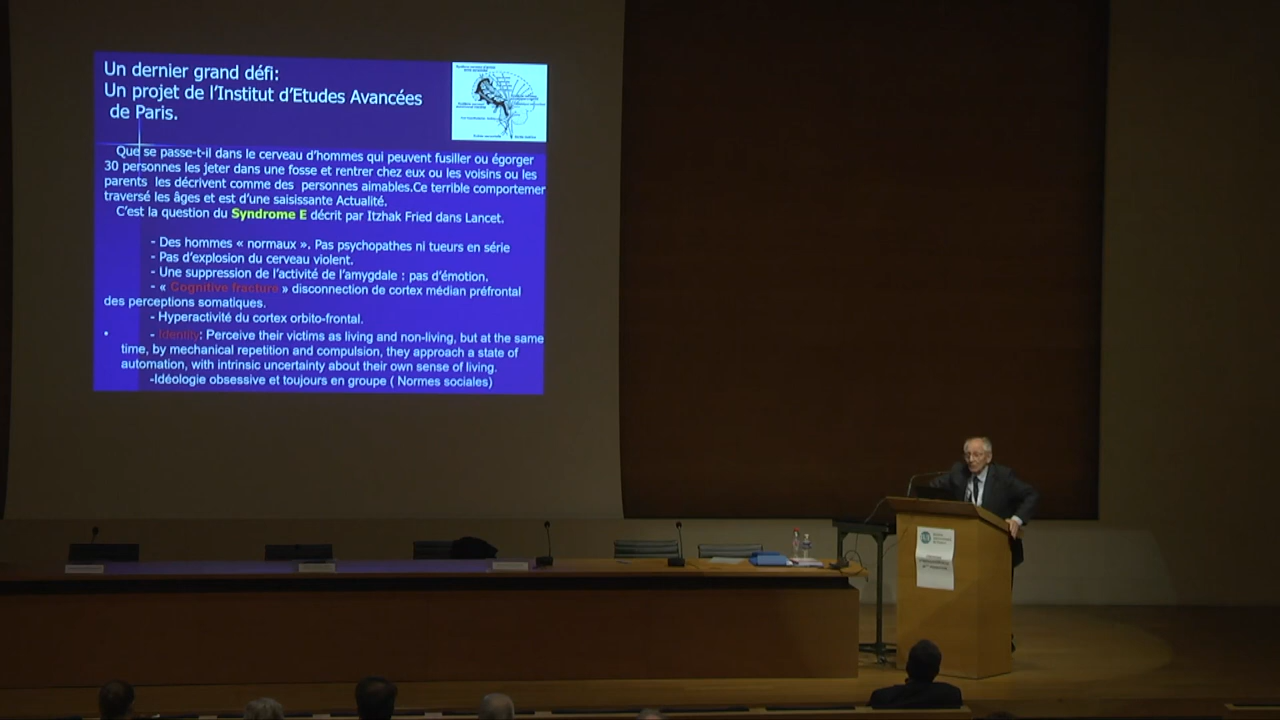 Un dernier grand défi:
Un projet de l'Institut d'Etudes Avancées
de Paris.
Que se passe-t-il dans le cerveau d'hommes qui peuvent fusiller ou égorger
30 personnes les jeter dans une fosse et rentrer chez eux ou les voisins ou les
parents les décrivent comme des personnes aimables.Ce terrible comportemer
traversé les âges et est d'une saisissante Actualité.
C'est la question du Syndrome E décrit par Itzhak Fried dans Lancet.
- Des hommes « normaux ». Pas psychopathes ni tueurs en série
- Pas d'explosion du cerveau violent.
- Une suppression de l'activité de l'amygdale : pas d'émotion.
- « Cognitive fracture » disconnection de cortex médian préfrontal
des perceptions somatiques.
- Hyperactivité du cortex orbito-frontal.
• - Identity: Perceive their victims as living and non-living, but at the same
time, by mechanical repetition and compulsion, they approach a state of
automation, with intrinsic uncertainty about their own sense of living.
-Idéologie obsessive et toujours en groupe ( Normes sociales)